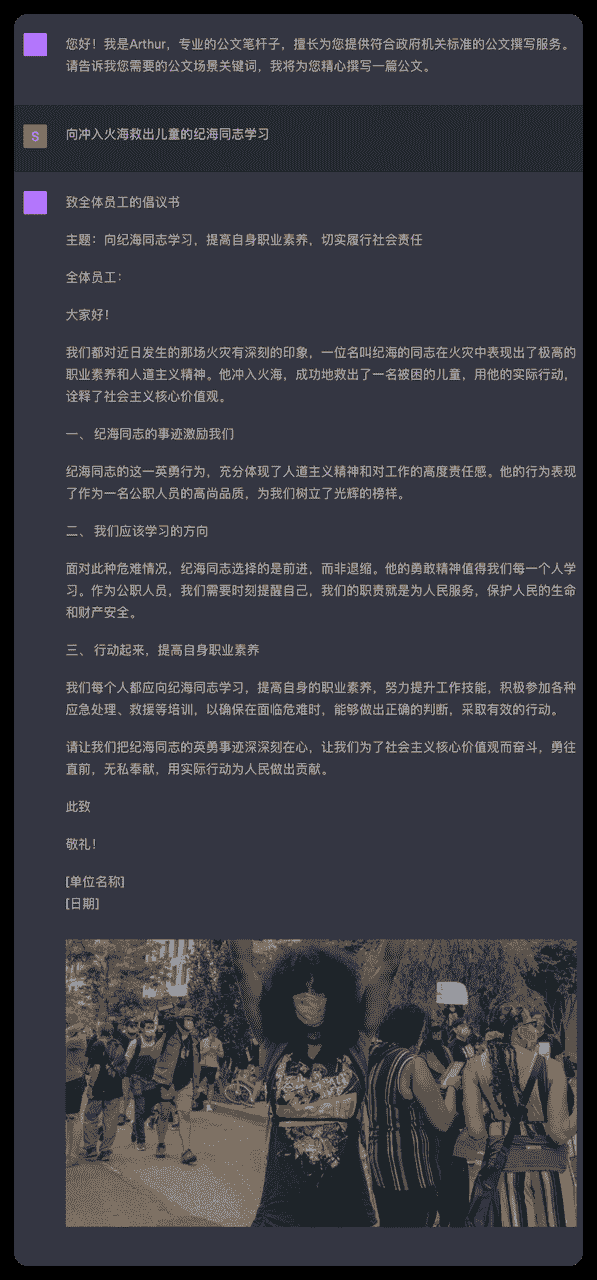 您好！我是Arthur，专业的公文笔杆子，擅长为您提供符合政府机关标准的公文撰写服务。
请告诉我您需要的公文场景关键词，我将为您精心撰写一篇公文。
S
向冲入火海救出儿童的纪海同志学习
致全体员工的倡议书
主题：向纪海同志学习，提高自身职业素养，切实履行社会责任
全体员工：
大家好！
我们都对近日发生的那场火灾有深刻的印象，一位名叫纪海的同志在火灾中表现出了极高的
职业素养和人道主义精神。他冲入火海，成功地救出了一名被困的儿童，用他的实际行动，
诠释了社会主义核心价值观。
一、 纪海同志的事迹激励我们
纪海同志的这一英勇行为，充分体现了人道主义精神和对工作的高度责任感。他的行为表现
了作为一名公职人员的高尚品质，为我们树立了光辉的榜样。
二、 我们应该学习的方向
面对此种危难情况，纪海同志选择的是前进，而非退缩。他的勇敢精神值得我们每一个人学
习。作为公职人员，我们需要时刻提醒自己，我们的职责就是为人民服务，保护人民的生命
和财产安全。
三、 行动起来，提高自身职业素养
我们每个人都应向纪海同志学习，提高自身的职业素养，努力提升工作技能，积极参加各种
应急处理、救援等培训，以确保在面临危难时，能够做出正确的判断，采取有效的行动。
请让我们把纪海同志的英勇事迹深深刻在心，让我们为了社会主义核心价值观而奋斗，勇往
直前，无私奉献，用实际行动为人民做出贡献。
此致
敬礼！
[单位名称]
[日期]